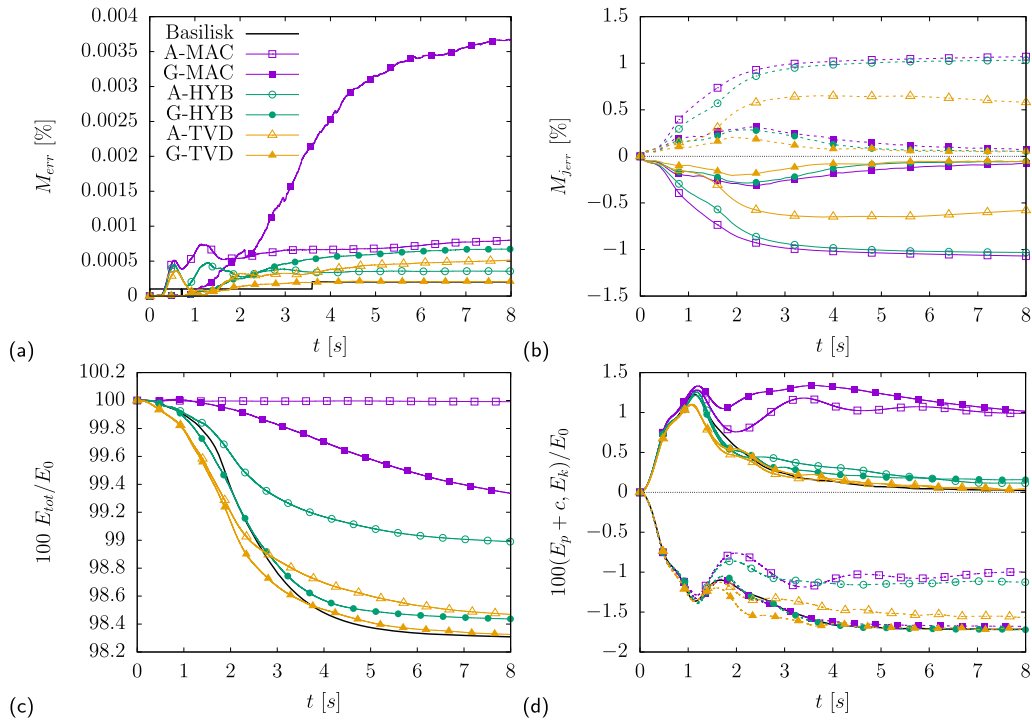 0.004
0.0035
0.003
0.0025
0.002
0.0015
0.001
0.0005
0
M_err [%]
Basilisk
A-MAC
G-MAC
A-HYB
G-HYB
A-TVD
G-TVD
0 1 2 3 4 5 6 7 8
t [s]
(a)
1.5
1
0.5
0
−0.5
−1
−1.5
M_jerr [%]
0 1 2 3 4 5 6 7 8
t [s]
(b)
100.2
100
99.8
99.6
99.4
99.2
99
98.8
98.6
98.4
98.2
100 E_tot/E_0
0 1 2 3 4 5 6 7 8
t [s]
(c)
1.5
1
0.5
0
−0.5
−1
−1.5
−2
100(E_p + c, E_k)/E_0
0 1 2 3 4 5 6 7 8
t [s]
(d)